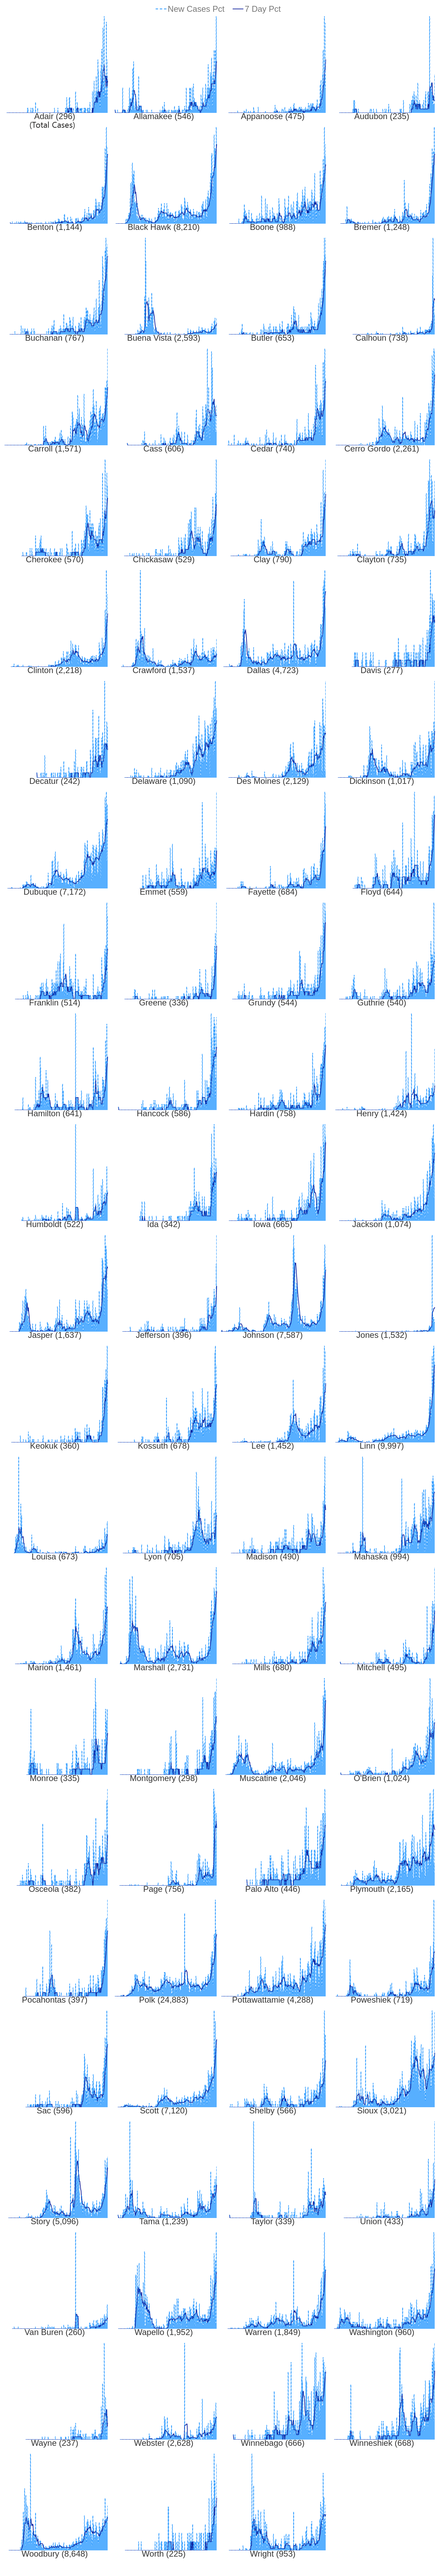 New Cases Pct 7 Day Pct
Adair (296) Allamakee (546) Appanoose (475) Audubon (235)
(Total Cases)
Benton (1,144) Black Hawk (8,210) Boone (988) Bremer (1,248)
Buchanan (767) Buena Vista (2,593) Butler (653) Calhoun (738)
Carroll (1,571) Cass (606) Cedar (740) Cerro Gordo (2,261)
Cherokee (570) Chickasaw (529) Clay (790) Clayton (735)
Clinton (2,218) Crawford (1,537) Dallas (4,723) Davis (277)
Decatur (242) Delaware (1,090) Des Moines (2,129) Dickinson (1,017)
Dubuque (7,172) Emmet (559) Fayette (684) Floyd (644)
Franklin (514) Greene (336) Grundy (544) Guthrie (540)
Hamilton (641) Hancock (586) Hardin (758) Henry (1,424)
Humboldt (522) Ida (342) Iowa (665) Jackson (1,074)
Jasper (1,637) Jefferson (396) Johnson (7,587) Jones (1,532)
Keokuk (360) Kossuth (678) Lee (1,452) Linn (9,997)
Louisa (673) Lyon (705) Madison (490) Mahaska (994)
Marion (1,461) Marshall (2,731) Mills (680) Mitchell (495)
Monroe (335) Montgomery (298) Muscatine (2,046) O'Brien (1,024)
Osceola (382) Page (756) Palo Alto (446) Plymouth (2,165)
Pocahontas (397) Polk (24,883) Pottawattamie (4,288) Poweshiek (719)
Sac (596) Scott (7,120) Shelby (566) Sioux (3,021)
Story (5,096) Tama (1,239) Taylor (339) Union (433)
Van Buren (260) Wapello (1,952) Warren (1,849) Washington (960)
Wayne (237) Webster (2,628) Winnebago (666) Winneshiek (668)
Woodbury (8,648) Worth (225) Wright (953)